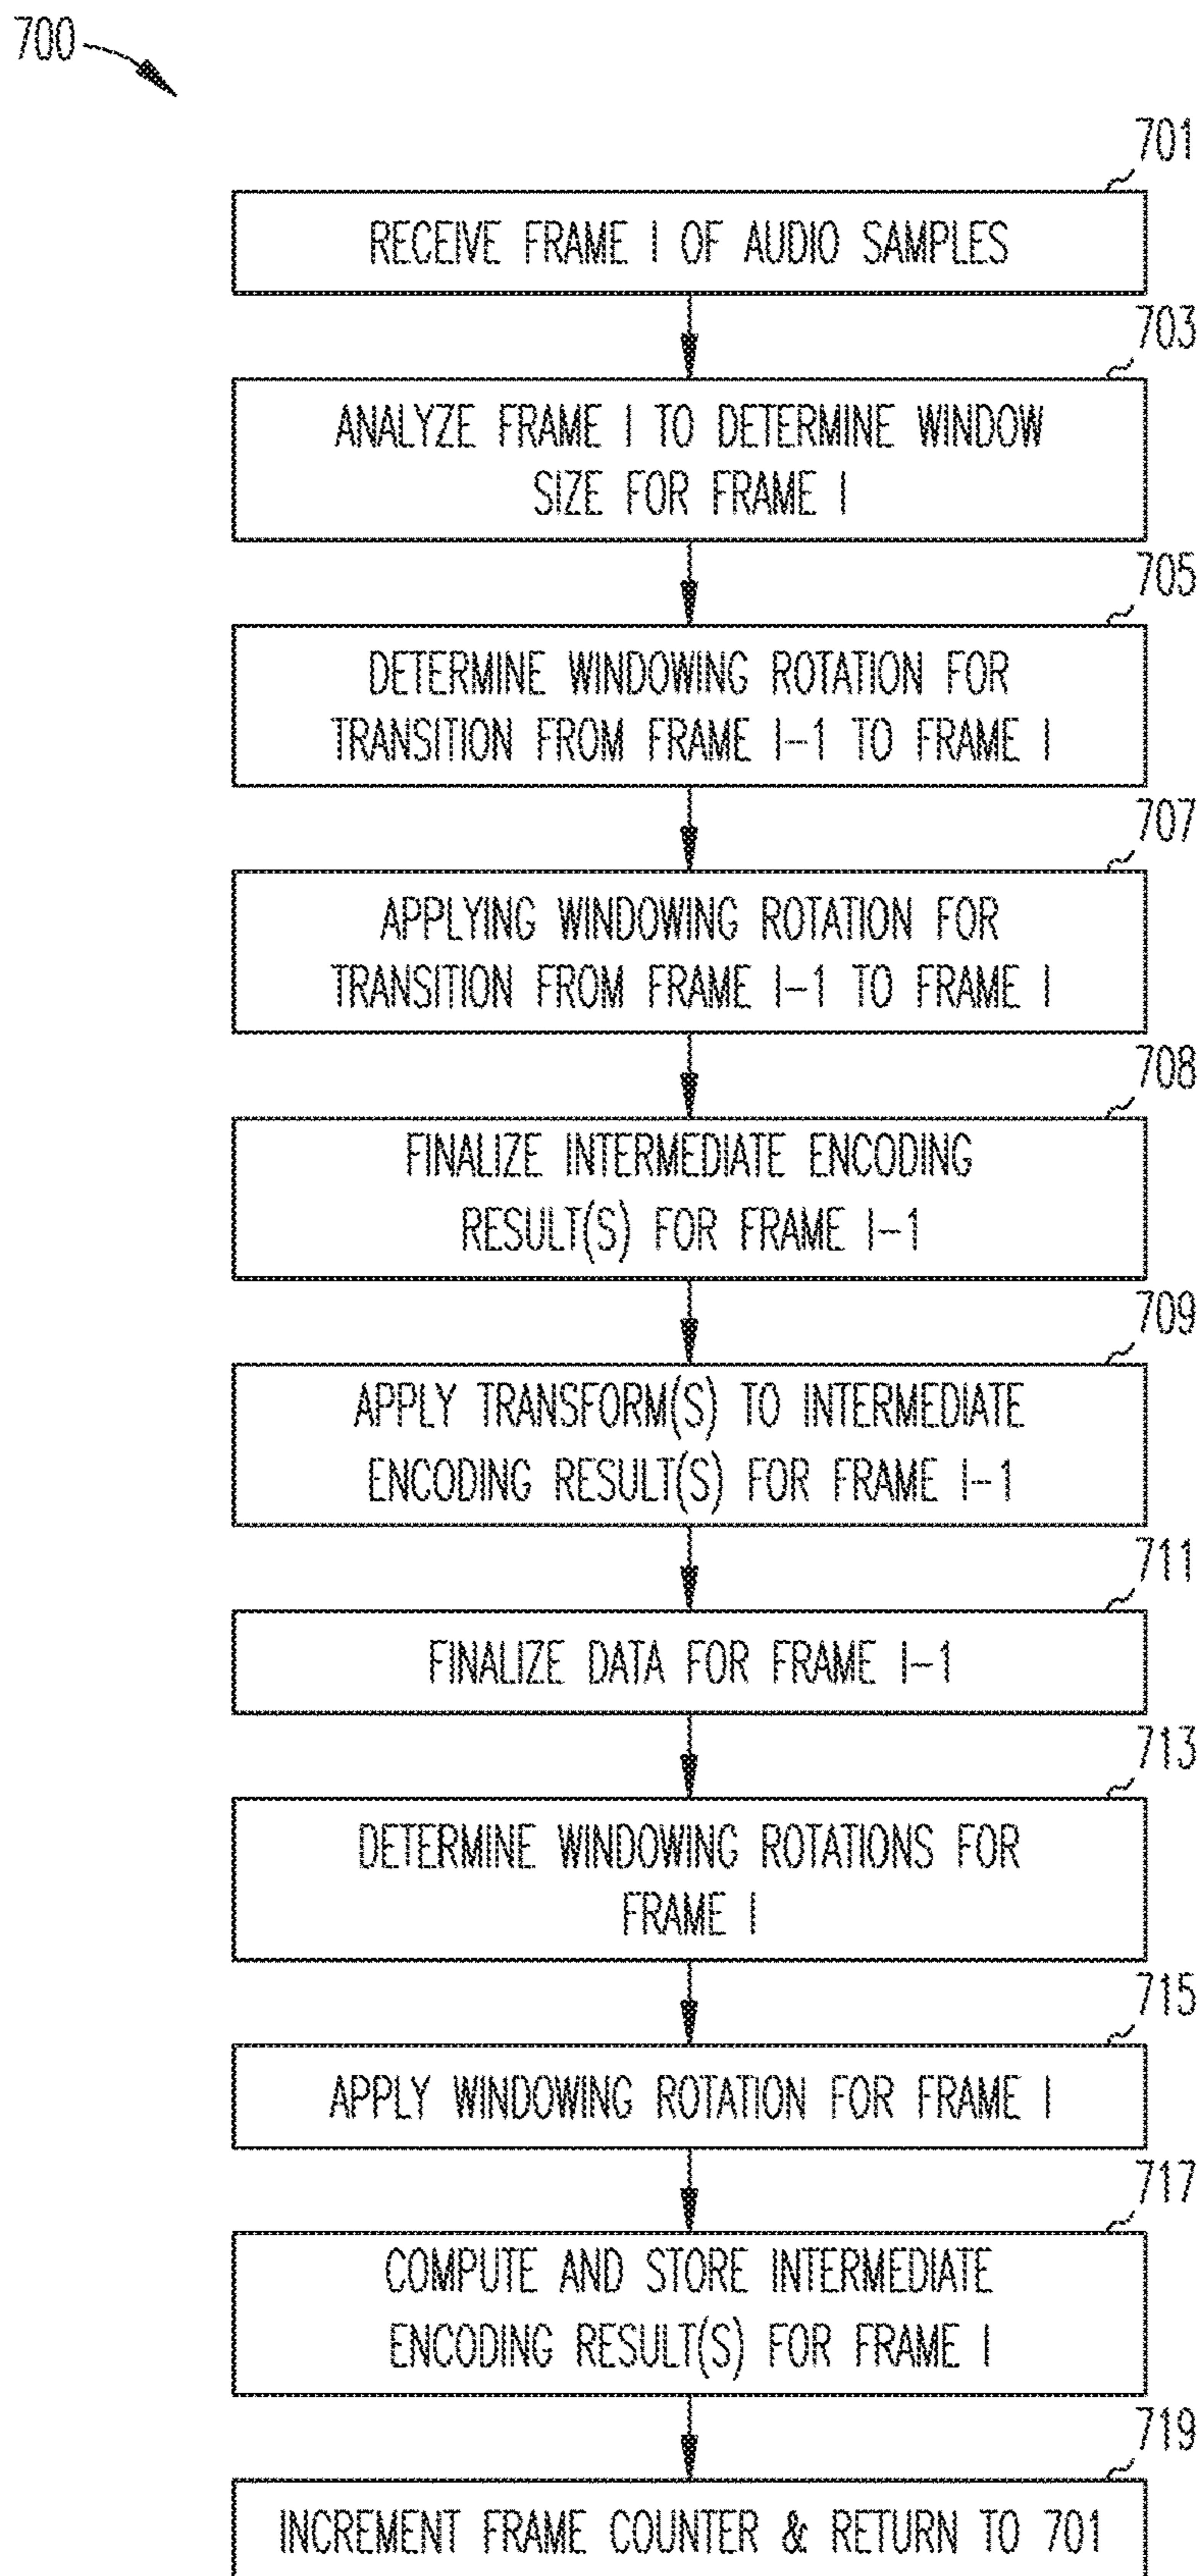 700
701
RECEIVE FRAME I OF AUDIO SAMPLES
703
ANALYZE FRAME I TO DETERMINE WINDOW
SIZE FOR FRAME I
705
DETERMINE WINDOWING ROTATION FOR
TRANSITION FROM FRAME I-1 TO FRAME I
707
APPLYING WINDOWING ROTATION FOR
TRANSITION FROM FRAME I-1 TO FRAME I
708
FINALIZE INTERMEDIATE ENCODING
RESULT(S) FOR FRAME I-1
709
APPLY TRANSFORM(S) TO INTERMEDIATE
ENCODING RESULT(S) FOR FRAME I-1
711
FINALIZE DATA FOR FRAME I-1
713
DETERMINE WINDOWING ROTATIONS FOR
FRAME I
715
APPLY WINDOWING ROTATION FOR FRAME I
717
COMPUTE AND STORE INTERMEDIATE
ENCODING RESULT(S) FOR FRAME I
719
INCREMENT FRAME COUNTER & RETURN TO 701